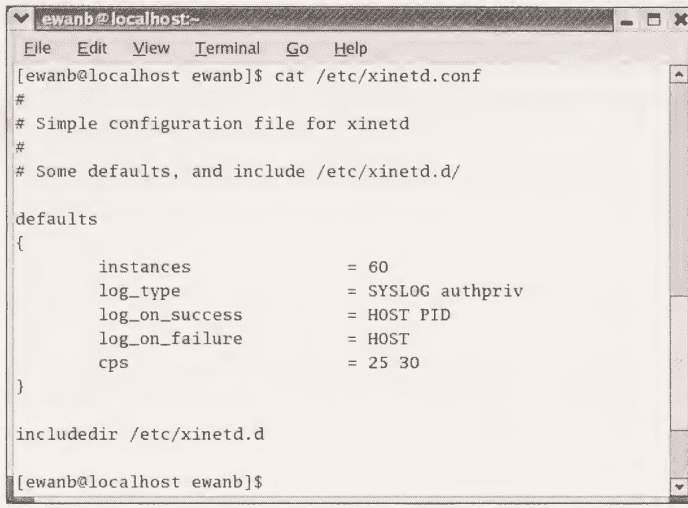 ewanb@localhost:~
File Edit View Terminal Go Help
[ewanb@localhost ewanb]$ cat /etc/xinetd.conf
#
# Simple configuration file for xinetd
#
# Some defaults, and include /etc/xinetd.d/
defaults
{
instances = 60
log_type = SYSLOG authpriv
log_on_success = HOST PID
log_on_failure = HOST
cps = 25 30
}
includedir /etc/xinetd.d
[ewanb@localhost ewanb]$